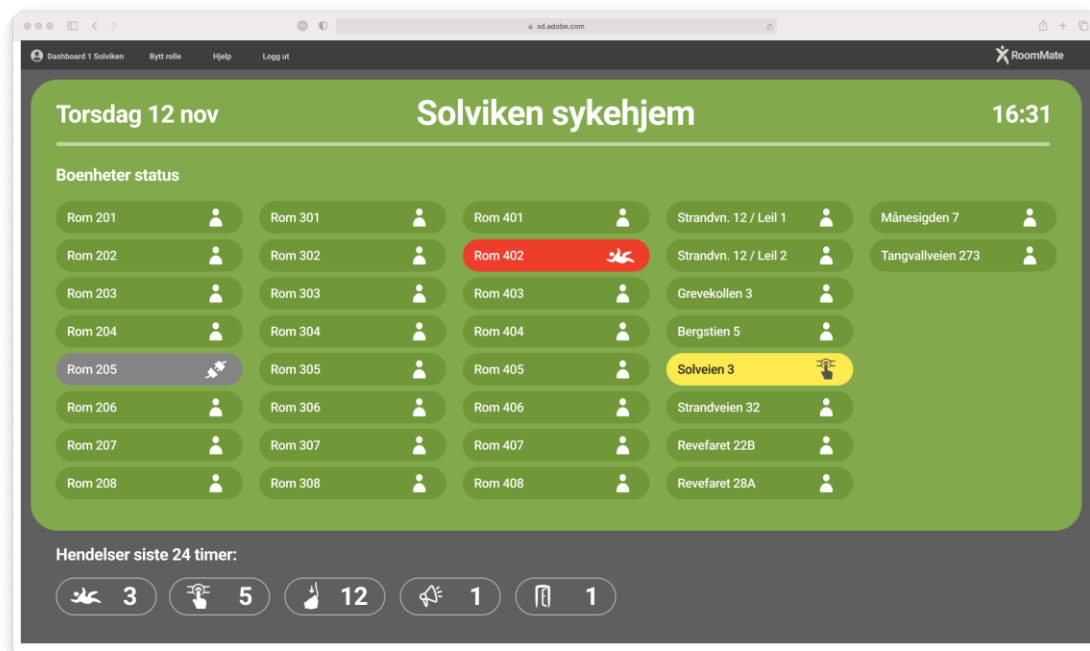 xd.adobe.com
Dashboard 1 Solviken Bytt rolle Hjelp Logg ut RoomMate
Torsdag 12 nov Solviken sykehjem 16:31
Boenheter status
Rom 201 Rom 301 Rom 401 Strandvn. 12 / Leil 1 Månesigden 7
Rom 202 Rom 302 Rom 402 Strandvn. 12 / Leil 2 Tangvallveien 273
Rom 203 Rom 303 Rom 403 Grevekollen 3
Rom 204 Rom 304 Rom 404 Bergstien 5
Rom 205 Rom 305 Rom 405 Solveien 3
Rom 206 Rom 306 Rom 406 Strandveien 32
Rom 207 Rom 307 Rom 407 Revefaret 22B
Rom 208 Rom 308 Rom 408 Revefaret 28A
Hendelser siste 24 timer:
3 5 12 1 1